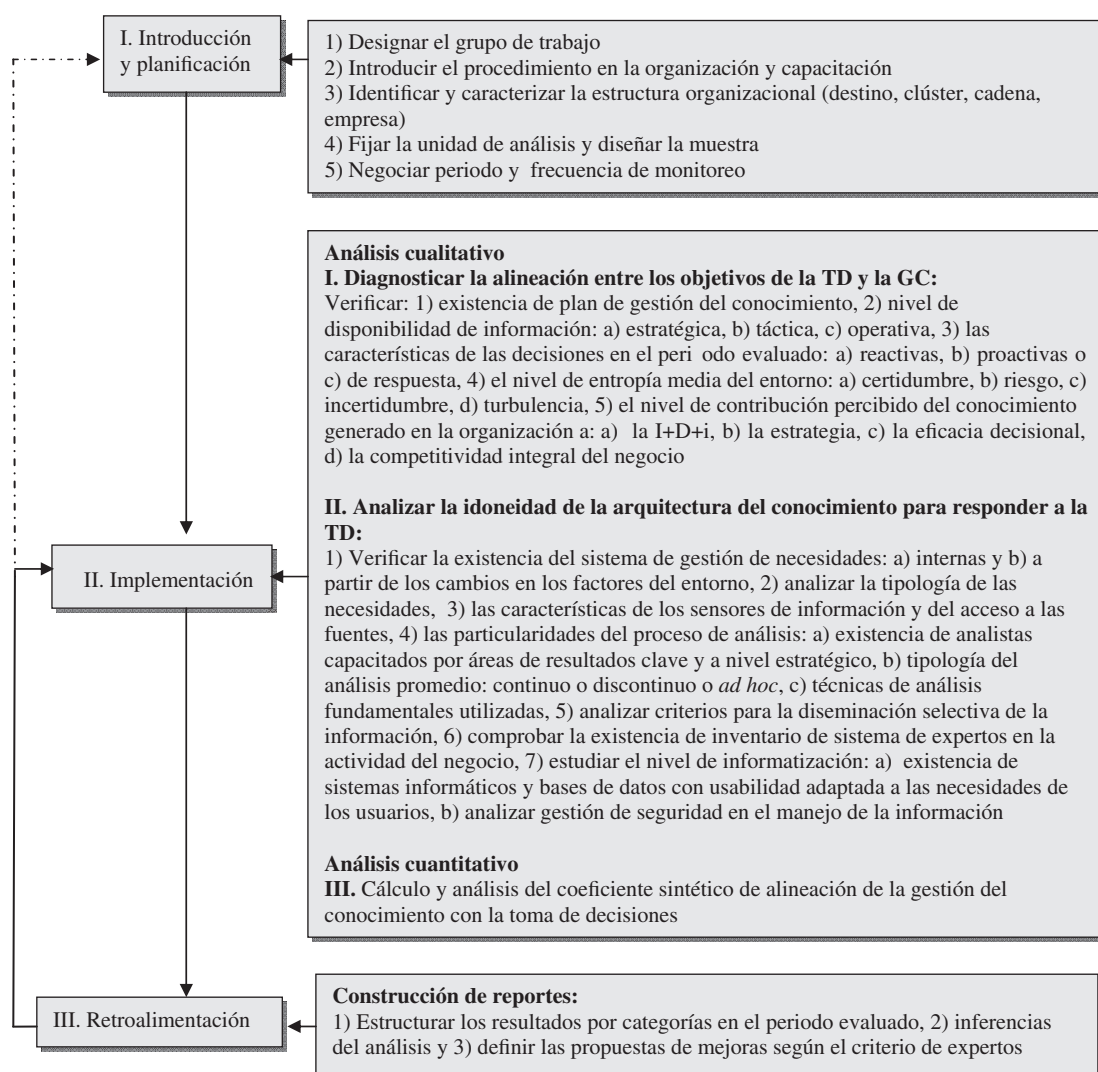 I. Introducción
y planificación
1) Designar el grupo de trabajo
2) Introducir el procedimiento en la organización y capacitación
3) Identificar y caracterizar la estructura organizacional (destino, clúster, cadena,
empresa)
4) Fijar la unidad de análisis y diseñar la muestra
5) Negociar periodo y frecuencia de monitoreo
Análisis cualitativo
I. Diagnosticar la alineación entre los objetivos de la TD y la GC:
Verificar: 1) existencia de plan de gestión del conocimiento, 2) nivel de
disponibilidad de información: a) estratégica, b) táctica, c) operativa, 3) las
características de las decisiones en el peri odo evaluado: a) reactivas, b) proactivas o
c) de respuesta, 4) el nivel de entropía media del entorno: a) certidumbre, b) riesgo, c)
incertidumbre, d) turbulencia, 5) el nivel de contribución percibido del conocimiento
generado en la organización a: a) la I+D+i, b) la estrategia, c) la eficacia decisional,
d) la competitividad integral del negocio
II. Analizar la idoneidad de la arquitectura del conocimiento para responder a la
TD:
1) Verificar la existencia del sistema de gestión de necesidades: a) internas y b) a
partir de los cambios en los factores del entorno, 2) analizar la tipología de las
necesidades, 3) las características de los sensores de información y del acceso a las
fuentes, 4) las particularidades del proceso de análisis: a) existencia de analistas
capacitados por áreas de resultados clave y a nivel estratégico, b) tipología del
análisis promedio: continuo o discontinuo o ad hoc, c) técnicas de análisis
fundamentales utilizadas, 5) analizar criterios para la diseminación selectiva de la
información, 6) comprobar la existencia de inventario de sistema de expertos en la
actividad del negocio, 7) estudiar el nivel de informatización: a) existencia de
sistemas informáticos y bases de datos con usabilidad adaptada a las necesidades de
los usuarios, b) analizar gestión de seguridad en el manejo de la información
Análisis cuantitativo
III. Cálculo y análisis del coeficiente sintético de alineación de la gestión del
conocimiento con la toma de decisiones
II. Implementación
III. Retroalimentación
Construcción de reportes:
1) Estructurar los resultados por categorías en el periodo evaluado, 2) inferencias
del análisis y 3) definir las propuestas de mejoras según el criterio de expertos